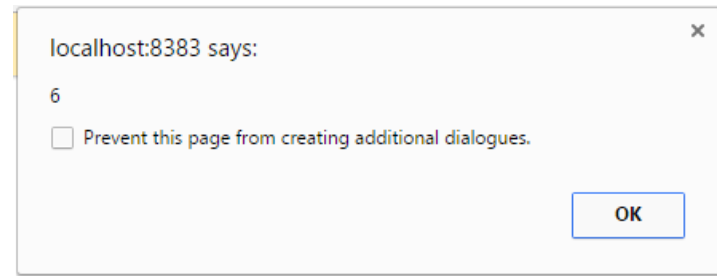 localhost:8383 says:
6
Prevent this page from creating additional dialogues.
OK